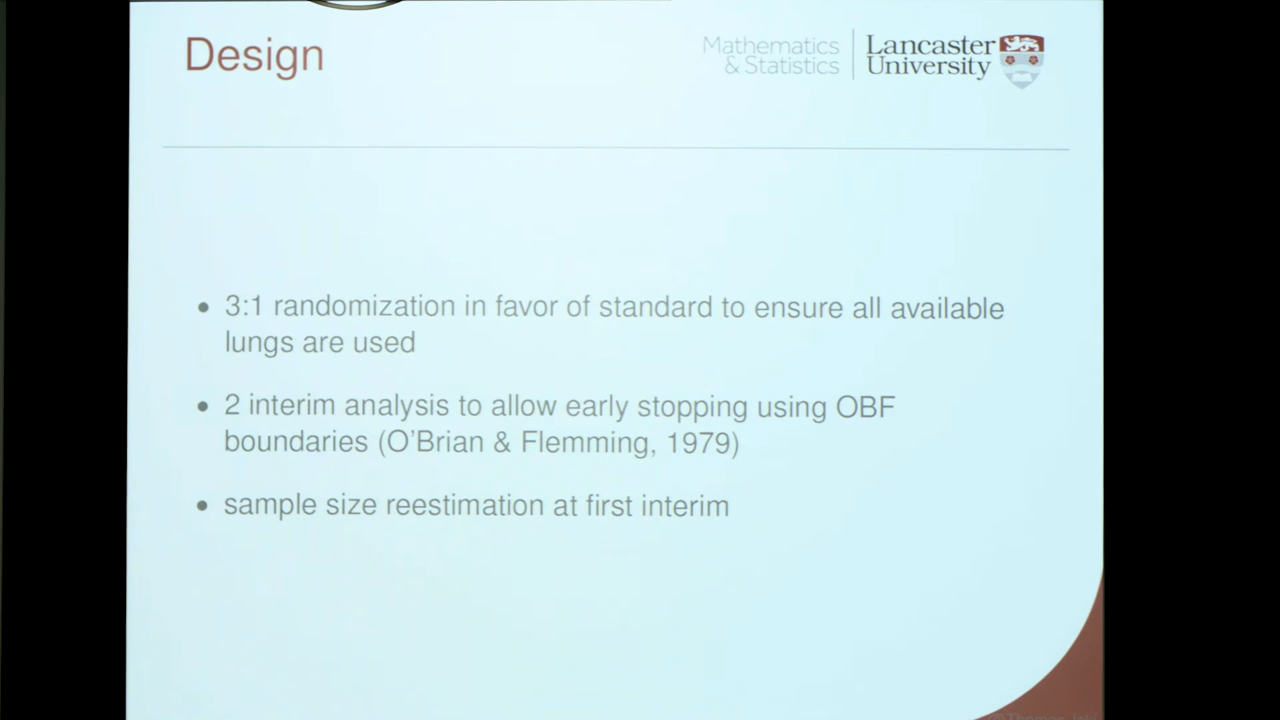 Design
Mathematics
& Statistics
Lancaster
University
• 3:1 randomization in favor of standard to ensure all available
lungs are used
• 2 interim analysis to allow early stopping using OBF
boundaries (O'Brian & Flemming, 1979)
• sample size reestimation at first interim